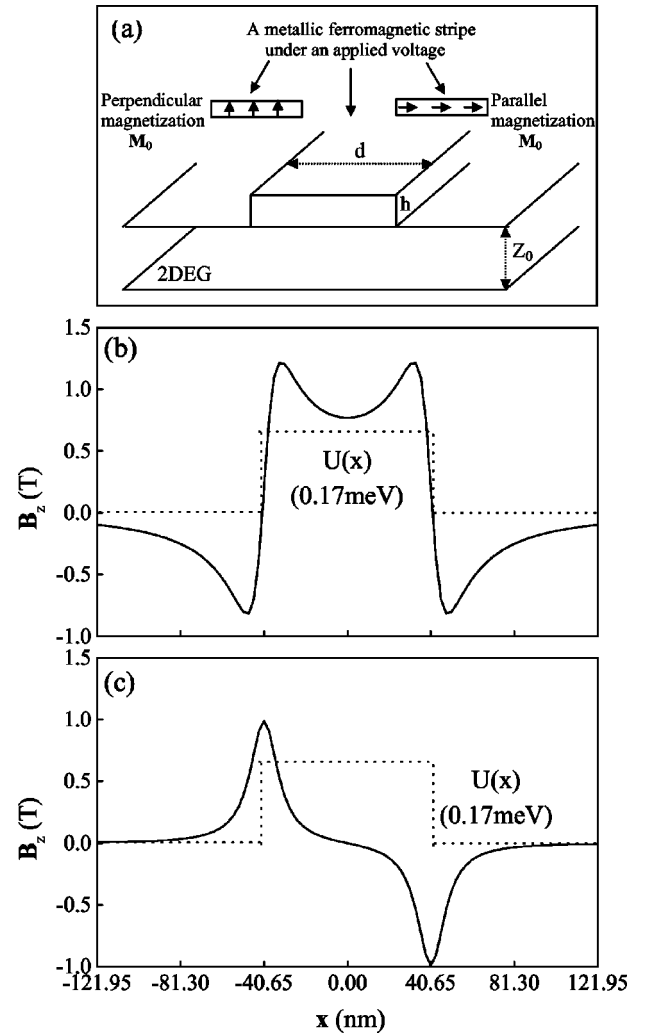 (a)
A metallic ferromagnetic stripe
under an applied voltage
Perpendicular
magnetization
M₀
Parallel
magnetization
M₀
d
h
Z₀
2DEG
(b)
1.5
1.0
0.5
0.0
-0.5
-1.0
B_z (T)
U(x)
(0.17meV)
(c)
1.5
1.0
0.5
0.0
-0.5
-1.0
B_z (T)
U(x)
(0.17meV)
-121.95 -81.30 -40.65 0.00 40.65 81.30 121.95
x (nm)